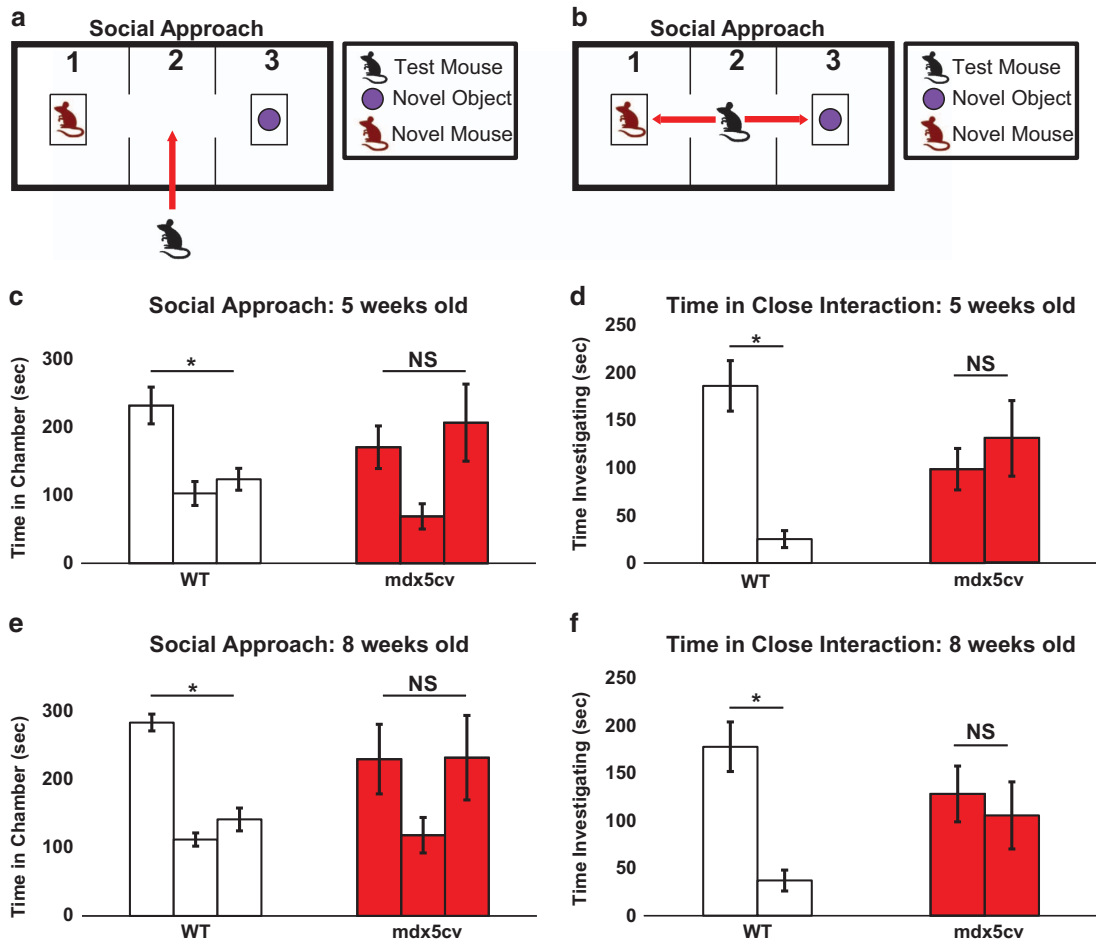 a
Social Approach
1 2 3
Test Mouse
Novel Object
Novel Mouse
b
Social Approach
1 2 3
Test Mouse
Novel Object
Novel Mouse
c
Social Approach: 5 weeks old
Time in Chamber (sec)
300
200
100
0
*
NS
WT mdx5cv
d
Time in Close Interaction: 5 weeks old
Time Investigating (sec)
250
200
150
100
50
0
*
NS
WT mdx5cv
e
Social Approach: 8 weeks old
Time in Chamber (sec)
300
200
100
0
*
NS
WT mdx5cv
f
Time in Close Interaction: 8 weeks old
Time Investigating (sec)
250
200
150
100
50
0
*
NS
WT mdx5cv